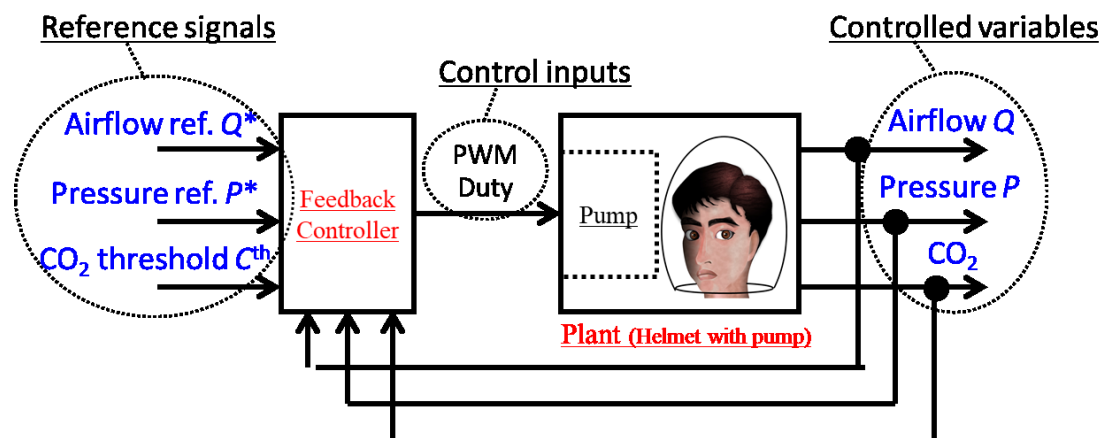 Reference signals
Airflow ref. Q*
Pressure ref. P*
CO₂ threshold Cᵗʰ
Feedback
Controller
Control inputs
PWM
Duty
Pump
Plant (Helmet with pump)
Controlled variables
Airflow Q
Pressure P
CO₂